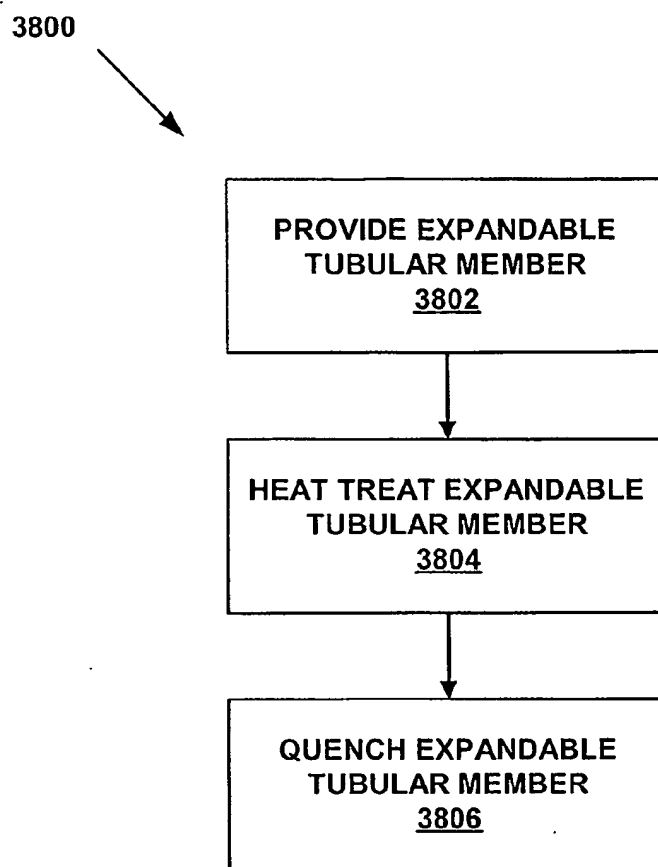 3800
PROVIDE EXPANDABLE
TUBULAR MEMBER
3802
HEAT TREAT EXPANDABLE
TUBULAR MEMBER
3804
QUENCH EXPANDABLE
TUBULAR MEMBER
3806